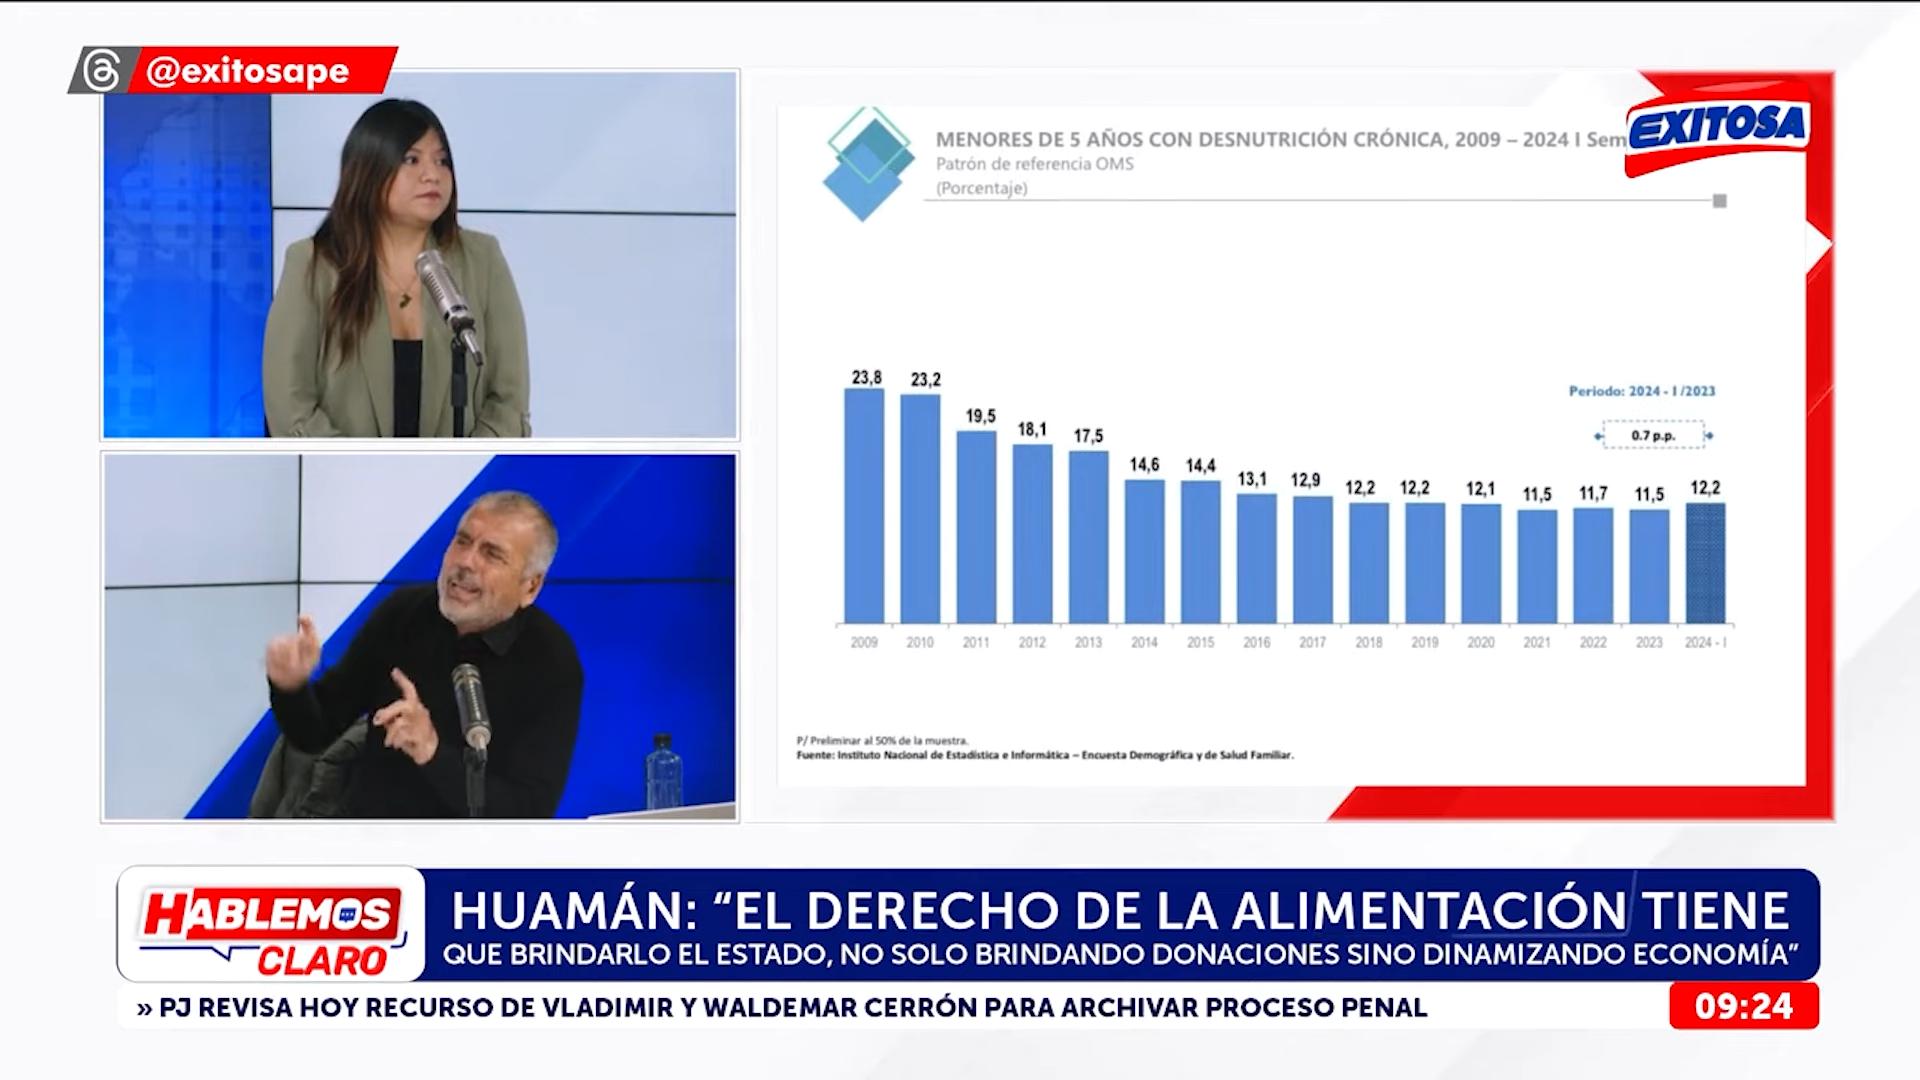 @exitosape
EXITOSA
MENORES DE 5 AÑOS CON DESNUTRICIÓN CRÓNICA, 2009 – 2024 I Sem
Patrón de referencia OMS
(Porcentaje)
23,8
23,2
19,5
18,1
17,5
14,6
14,4
13,1
12,9
12,2
12,2
12,1
11,5
11,7
11,5
12,2
Periodo: 2024 - I /2023
0.7 p.p.
2009 2010 2011 2012 2013 2014 2015 2016 2017 2018 2019 2020 2021 2022 2023 2024 - I
P/ Preliminar al 50% de la muestra.
Fuente: Instituto Nacional de Estadística e Informática – Encuesta Demográfica y de Salud Familiar.
HABLEMOS
CLARO
HUAMÁN: “EL DERECHO DE LA ALIMENTACIÓN TIENE
QUE BRINDARLO EL ESTADO, NO SOLO BRINDANDO DONACIONES SINO DINAMIZANDO ECONOMÍA”
» PJ REVISA HOY RECURSO DE VLADIMIR Y WALDEMAR CERRÓN PARA ARCHIVAR PROCESO PENAL
09:24